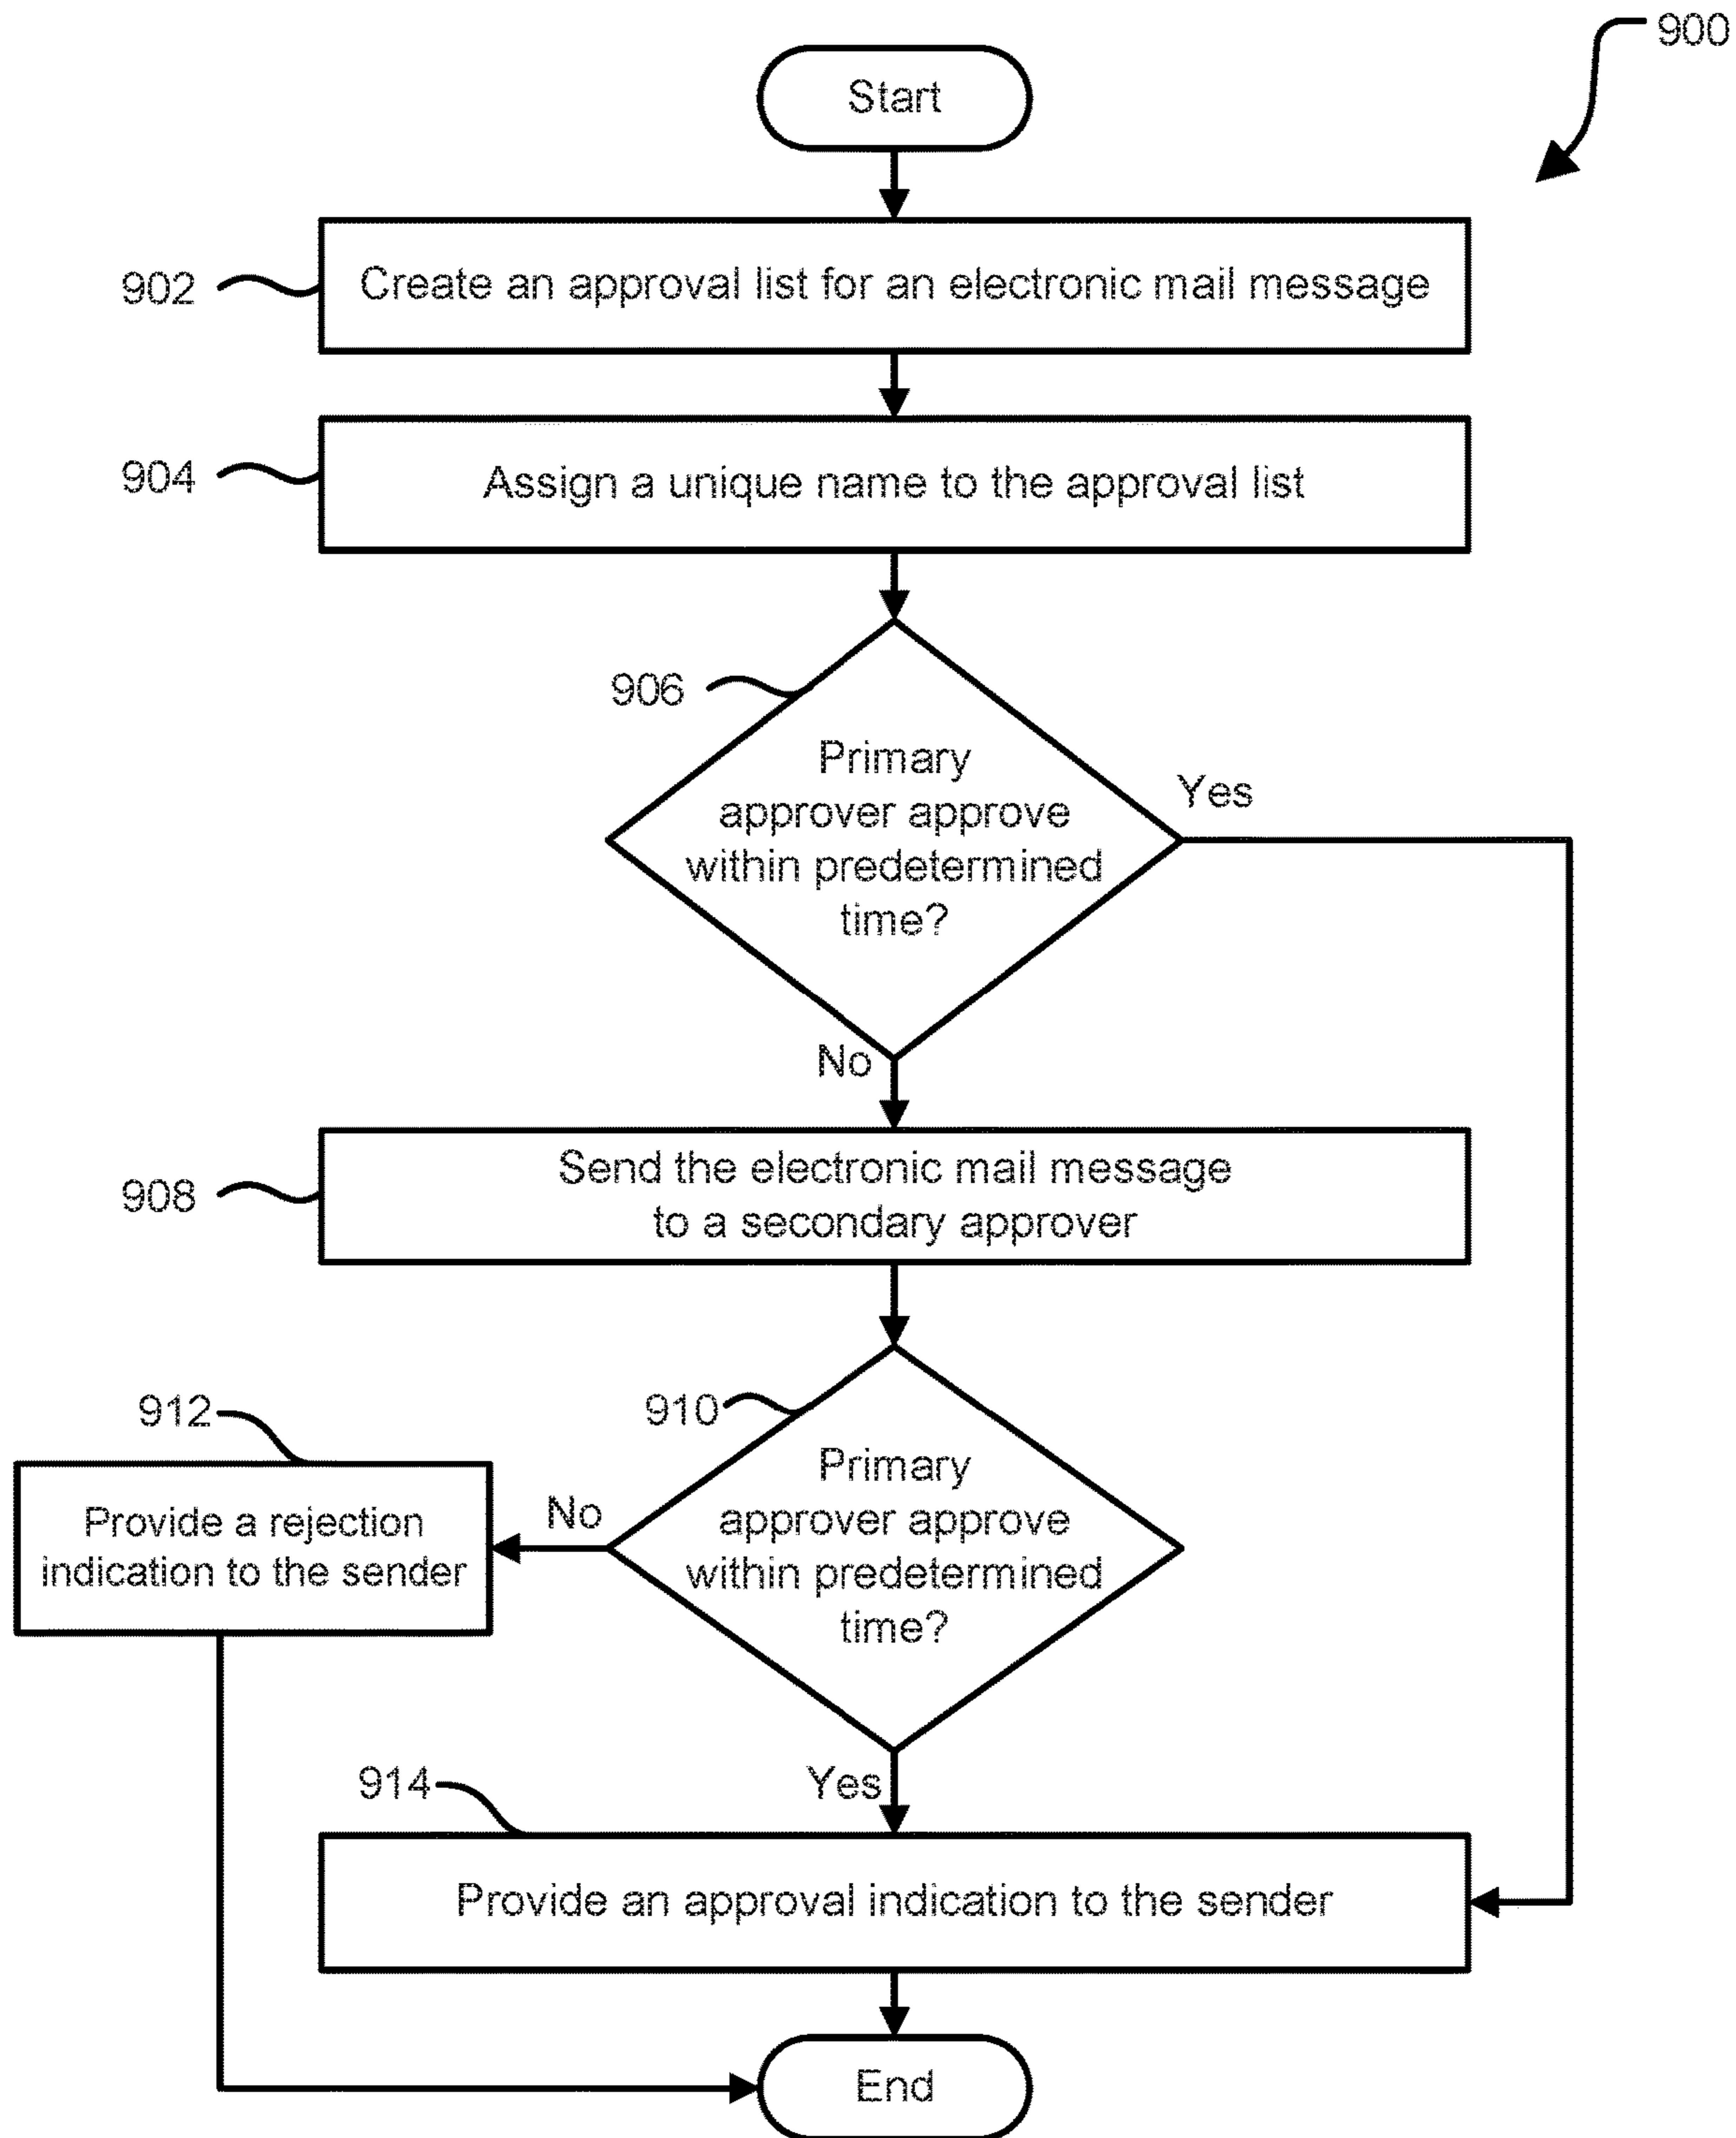 900
Start
902
Create an approval list for an electronic mail message
904
Assign a unique name to the approval list
906
Primary
approver approve
within predetermined
time?
Yes
No
908
Send the electronic mail message
to a secondary approver
910
912
Primary
approver approve
within predetermined
time?
No
Provide a rejection
indication to the sender
Yes
914
Provide an approval indication to the sender
End